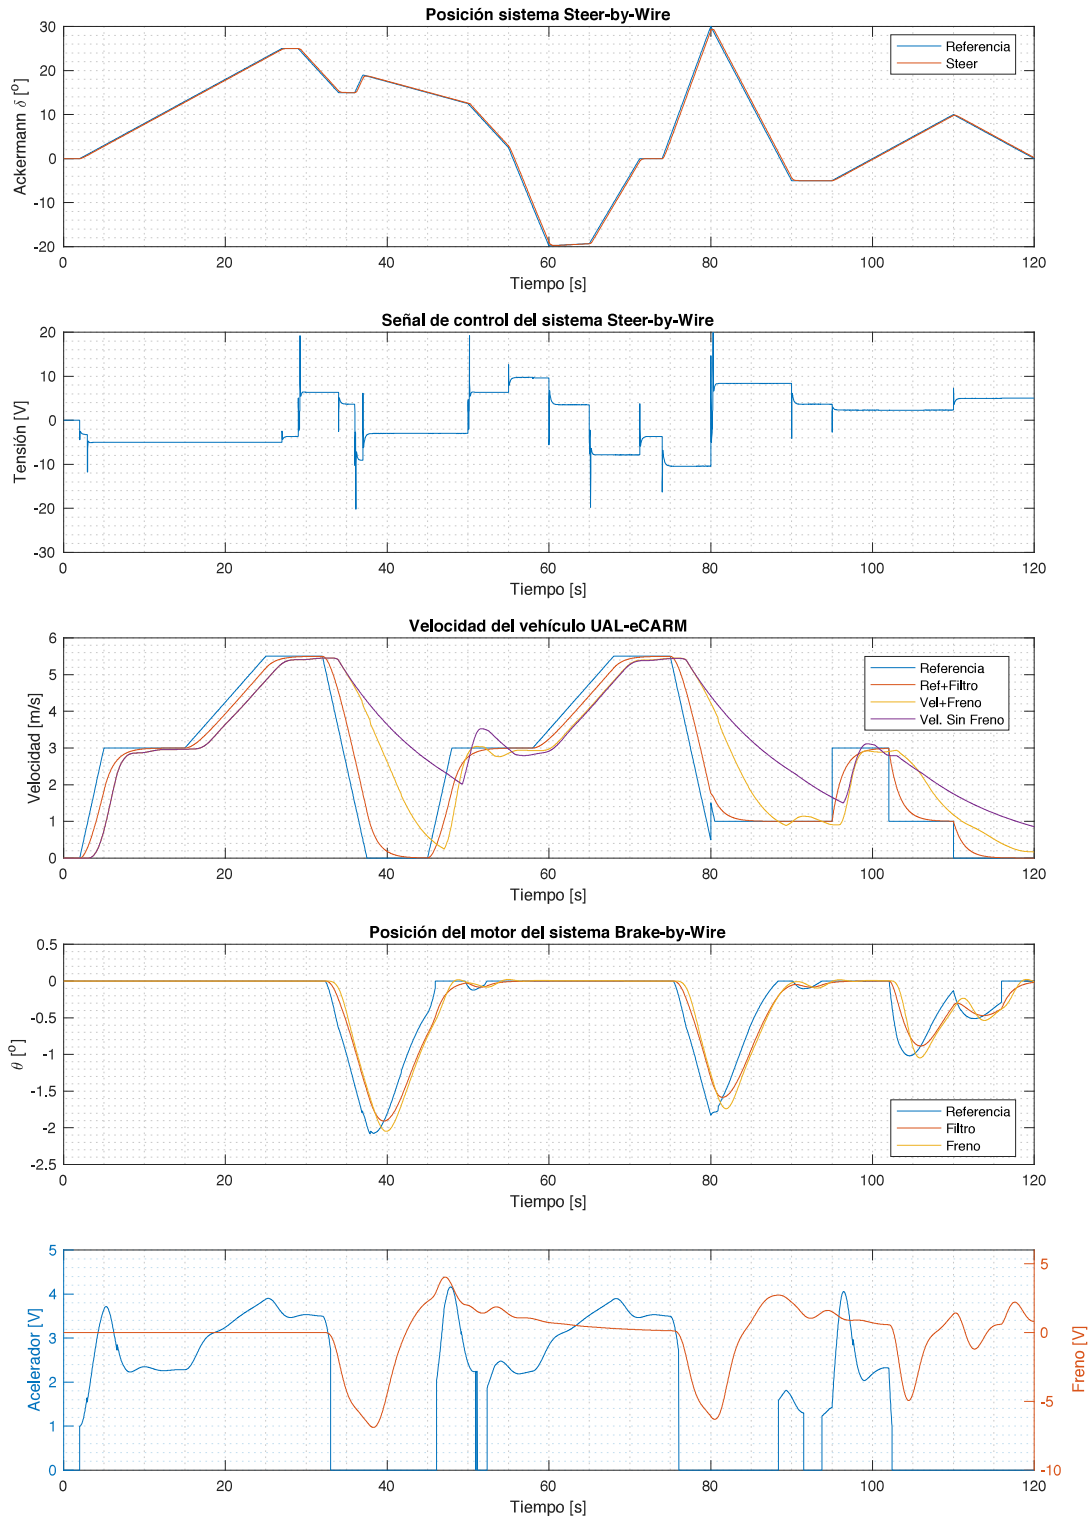 Posición sistema Steer-by-Wire
30
20
10
0
-10
-20
Ackermann δ [º]
Referencia
Steer
0 20 40 60 80 100 120
Tiempo [s]
Señal de control del sistema Steer-by-Wire
20
10
0
-10
-20
-30
Tensión [V]
0 20 40 60 80 100 120
Tiempo [s]
Velocidad del vehículo UAL-eCARM
6
5
4
3
2
1
0
Velocidad [m/s]
Referencia
Ref+Filtro
Vel+Freno
Vel. Sin Freno
0 20 40 60 80 100 120
Tiempo [s]
Posición del motor del sistema Brake-by-Wire
0.5
0
-0.5
-1
-1.5
-2
-2.5
θ [º]
Referencia
Filtro
Freno
0 20 40 60 80 100 120
Tiempo [s]
5
4
3
2
1
0
Acelerador [V]
5
0
-5
-10
Freno [V]
0 20 40 60 80 100 120
Tiempo [s]